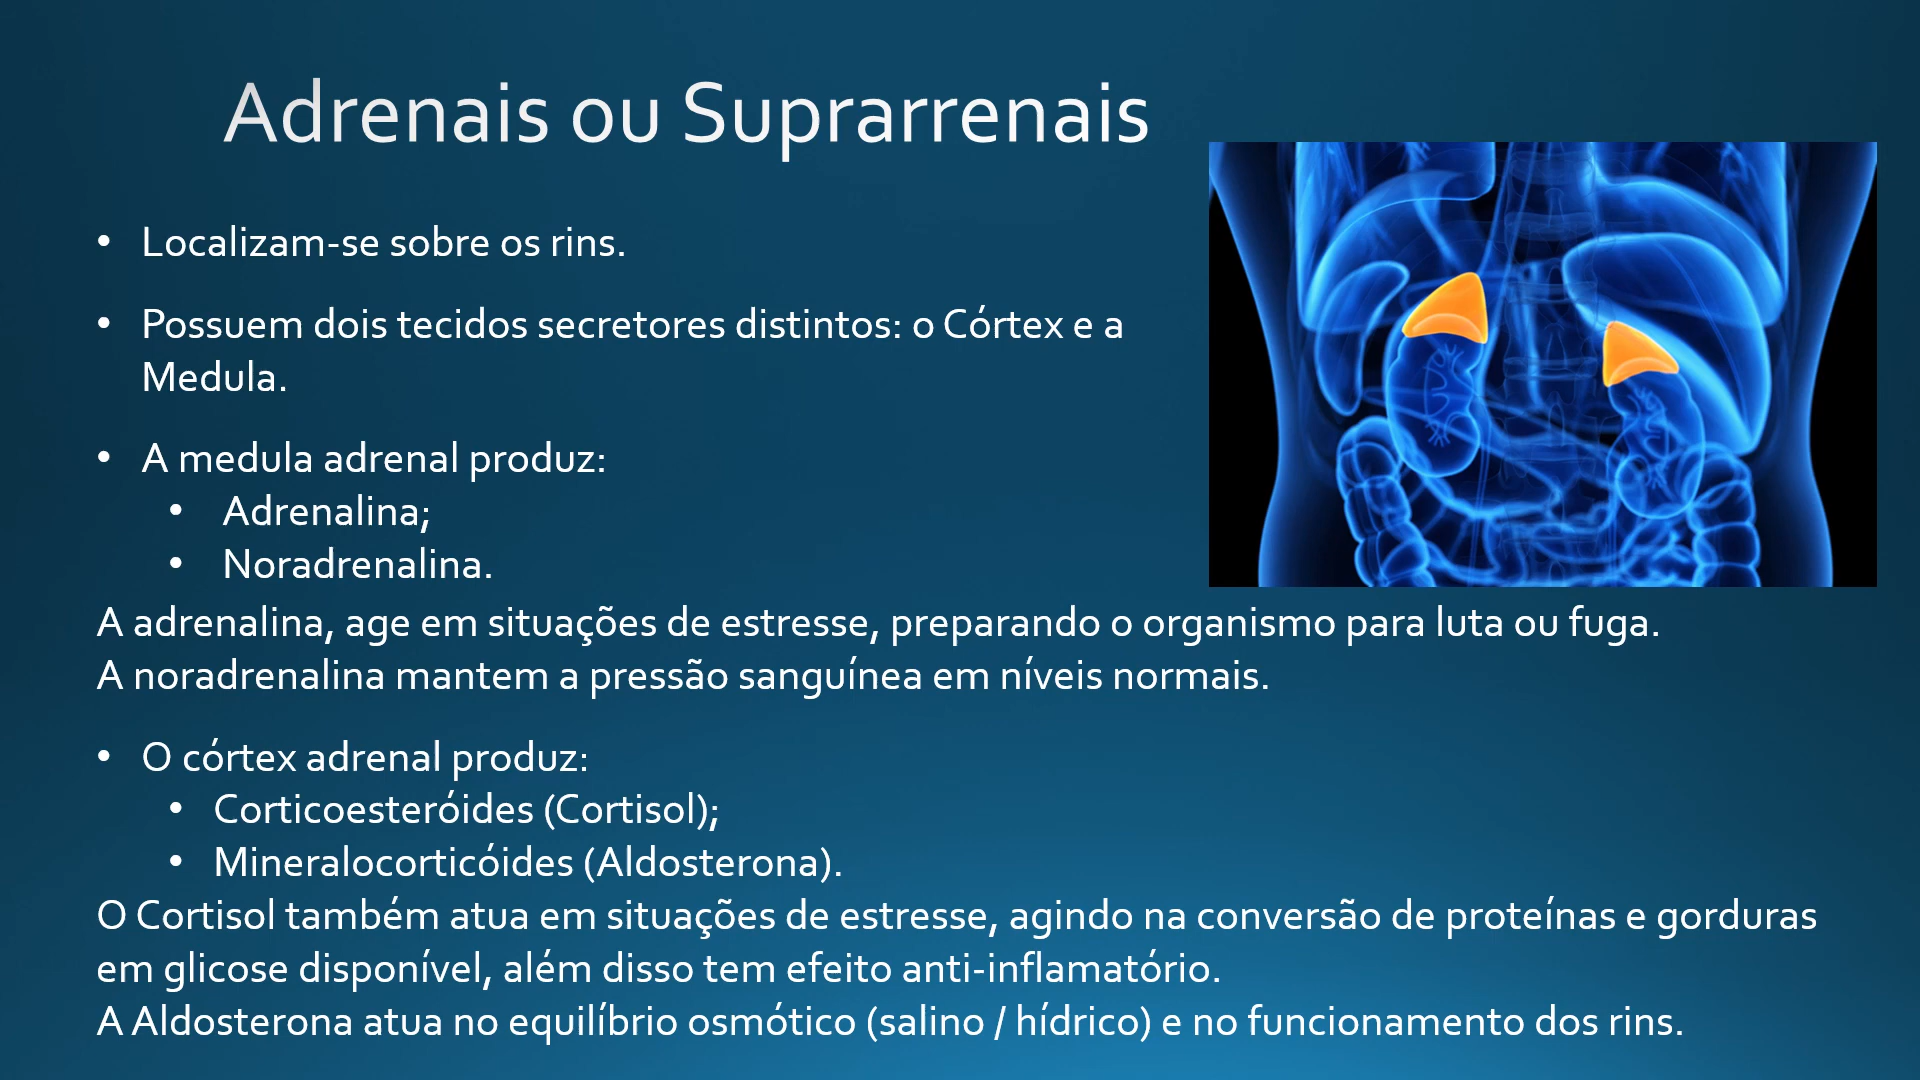 Adrenais ou Suprarrenais
• Localizam-se sobre os rins.
• Possuem dois tecidos secretores distintos: o Córtex e a
Medula.
• A medula adrenal produz:
• Adrenalina;
• Noradrenalina.
A adrenalina, age em situações de estresse, preparando o organismo para luta ou fuga.
A noradrenalina mantem a pressão sanguínea em níveis normais.
• O córtex adrenal produz:
• Corticoesteróides (Cortisol);
• Mineralocorticóides (Aldosterona).
O Cortisol também atua em situações de estresse, agindo na conversão de proteínas e gorduras
em glicose disponível, além disso tem efeito anti-inflamatório.
A Aldosterona atua no equilíbrio osmótico (salino / hídrico) e no funcionamento dos rins.